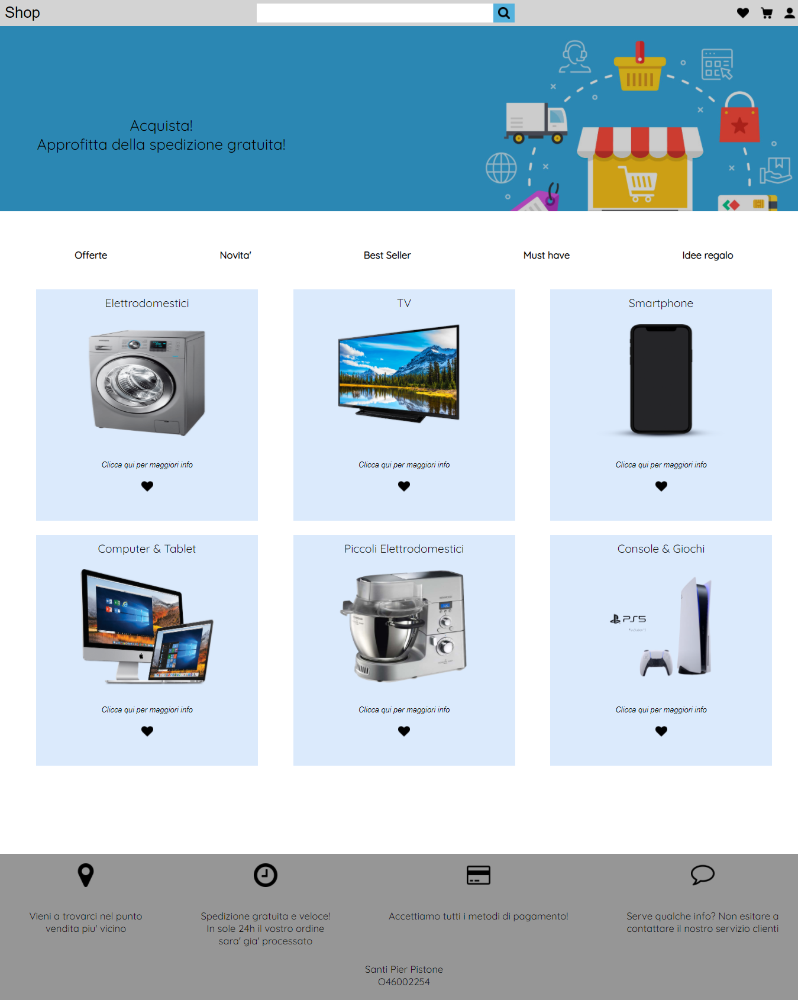 Shop
Acquista!
Approfitta della spedizione gratuita!
Offerte
Novita'
Best Seller
Must have
Idee regalo
Elettrodomestici
TV
Smartphone
Clicca qui per maggiori info
Clicca qui per maggiori info
Clicca qui per maggiori info
Computer & Tablet
Piccoli Elettrodomestici
Console & Giochi
PS5
Clicca qui per maggiori info
Clicca qui per maggiori info
Clicca qui per maggiori info
Vieni a trovarci nel punto
vendita piu' vicino
Spedizione gratuita e veloce!
In sole 24h il vostro ordine
sara' gia' processato
Accettiamo tutti i metodi di pagamento!
Serve qualche info? Non esitare a
contattare il nostro servizio clienti
Santi Pier Pistone
O46002254